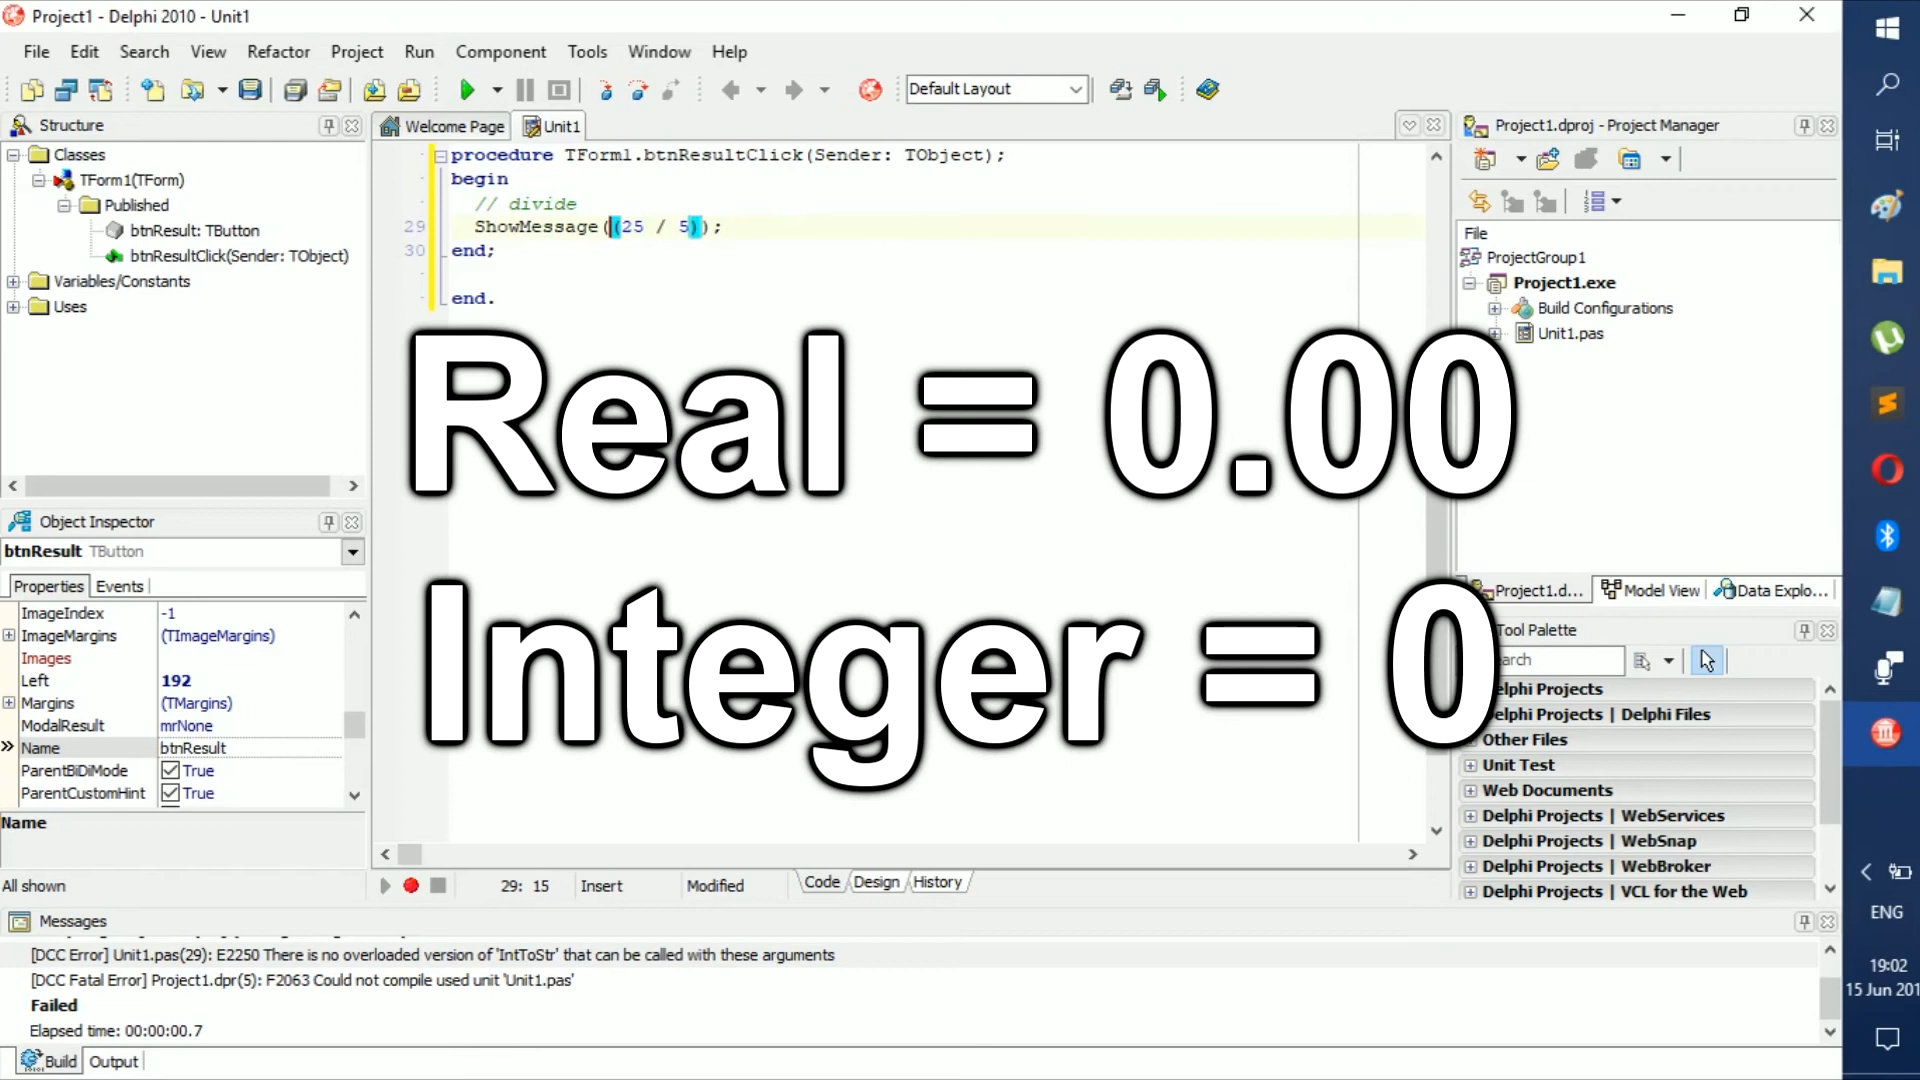 Project1 - Delphi 2010 - Unit1
File Edit Search View Refactor Project Run Component Tools Window Help
Default Layout
Structure
Welcome Page Unit1
Project1.dproj - Project Manager
Classes
TForm1(TForm)
Published
btnResult: TButton
btnResultClick(Sender: TObject)
Variables/Constants
Uses
procedure TForm1.btnResultClick(Sender: TObject);
begin
// divide
29 ShowMessage((25 / 5));
30 end;
end.
File
ProjectGroup1
Project1.exe
Build Configurations
Unit1.pas
Real = 0.00
Integer = 0
Object Inspector
btnResult TButton
Properties Events
ImageIndex -1
ImageMargins (TImageMargins)
Images
Left 192
Margins (TMargins)
ModalResult mrNone
Name btnResult
ParentBiDiMode True
ParentCustomHint True
Name
All shown
29: 15 Insert Modified Code Design History
Project1.d... Model View Data Explo...
Tool Palette
earch
Delphi Projects
Delphi Projects | Delphi Files
Other Files
Unit Test
Web Documents
Delphi Projects | WebServices
Delphi Projects | WebSnap
Delphi Projects | WebBroker
Delphi Projects | VCL for the Web
Messages
[DCC Error] Unit1.pas(29): E2250 There is no overloaded version of 'IntToStr' that can be called with these arguments
[DCC Fatal Error] Project1.dpr(5): F2063 Could not compile used unit 'Unit1.pas'
Failed
Elapsed time: 00:00:00.7
Build Output
ENG
19:02
15 Jun 201